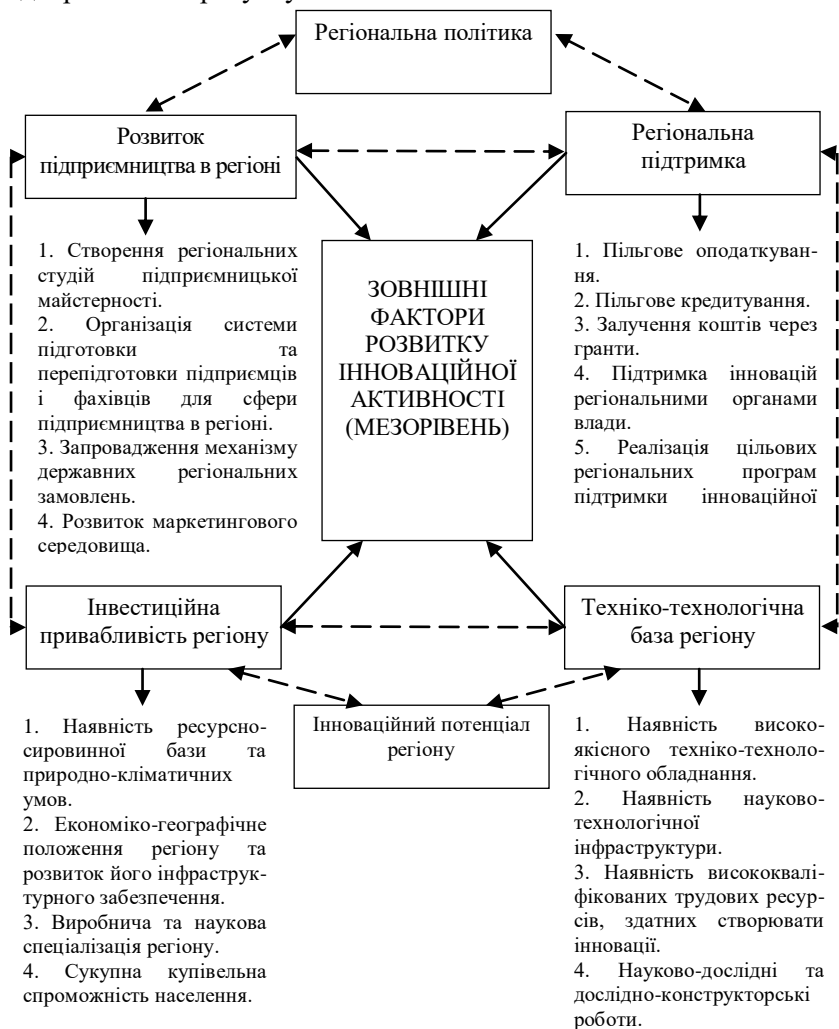 Регіональна політика
Розвиток
підприємництва в регіоні
Регіональна
підтримка
1. Створення регіональних
студій підприємницької
майстерності.
2. Організація системи
підготовки та
перепідготовки підприємців
і фахівців для сфери
підприємництва в регіоні.
3. Запровадження механізму
державних регіональних
замовлень.
4. Розвиток маркетингового
середовища.
ЗОВНІШНІ
ФАКТОРИ
РОЗВИТКУ
ІННОВАЦІЙНОЇ
АКТИВНОСТІ
(МЕЗОРІВЕНЬ)
1. Пільгове оподаткуван-
ня.
2. Пільгове кредитування.
3. Залучення коштів через
гранти.
4. Підтримка інновацій
регіональними органами
влади.
5. Реалізація цільових
регіональних програм
підтримки інноваційної
Інвестиційна
привабливість регіону
Техніко-технологічна
база регіону
Інноваційний потенціал
регіону
1. Наявність ресурсно-
сировинної бази та
природно-кліматичних
умов.
2. Економіко-географічне
положення регіону та
розвиток його інфраструк-
турного забезпечення.
3. Виробнича та наукова
спеціалізація регіону.
4. Сукупна купівельна
спроможність населення.
1. Наявність високо-
якісного техніко-техноло-
гічного обладнання.
2. Наявність науково-
технологічної
інфраструктури.
3. Наявність висококвалі-
фікованих трудових ресур-
сів, здатних створювати
інновації.
4. Науково-дослідні та
дослідно-конструкторські
роботи.